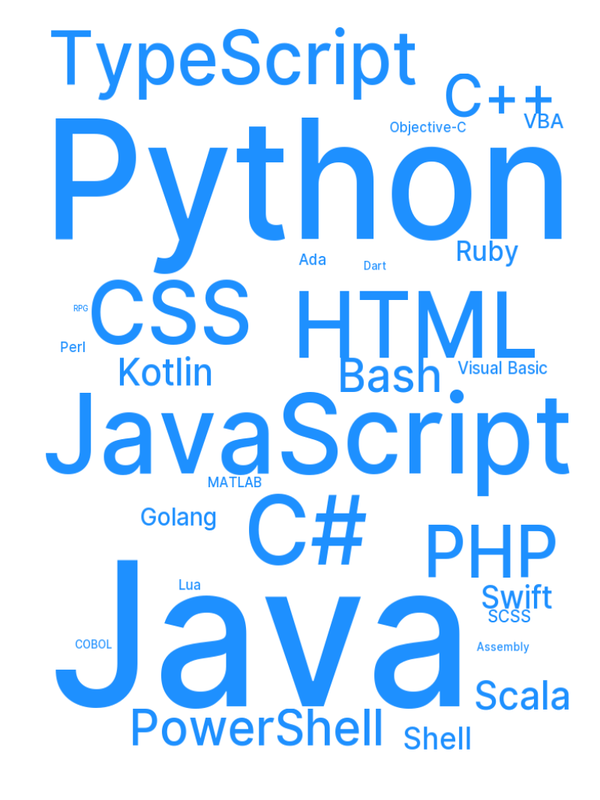 TypeScript
C++
VBA
Objective-C
Python
Ruby
Ada
Dart
RPG
CSS
HTML
Perl
Kotlin
Bash
Visual Basic
JavaScript
MATLAB
Golang
C#
PHP
Lua
Swift
SCSS
Java
COBOL
Assembly
Scala
PowerShell
Shell